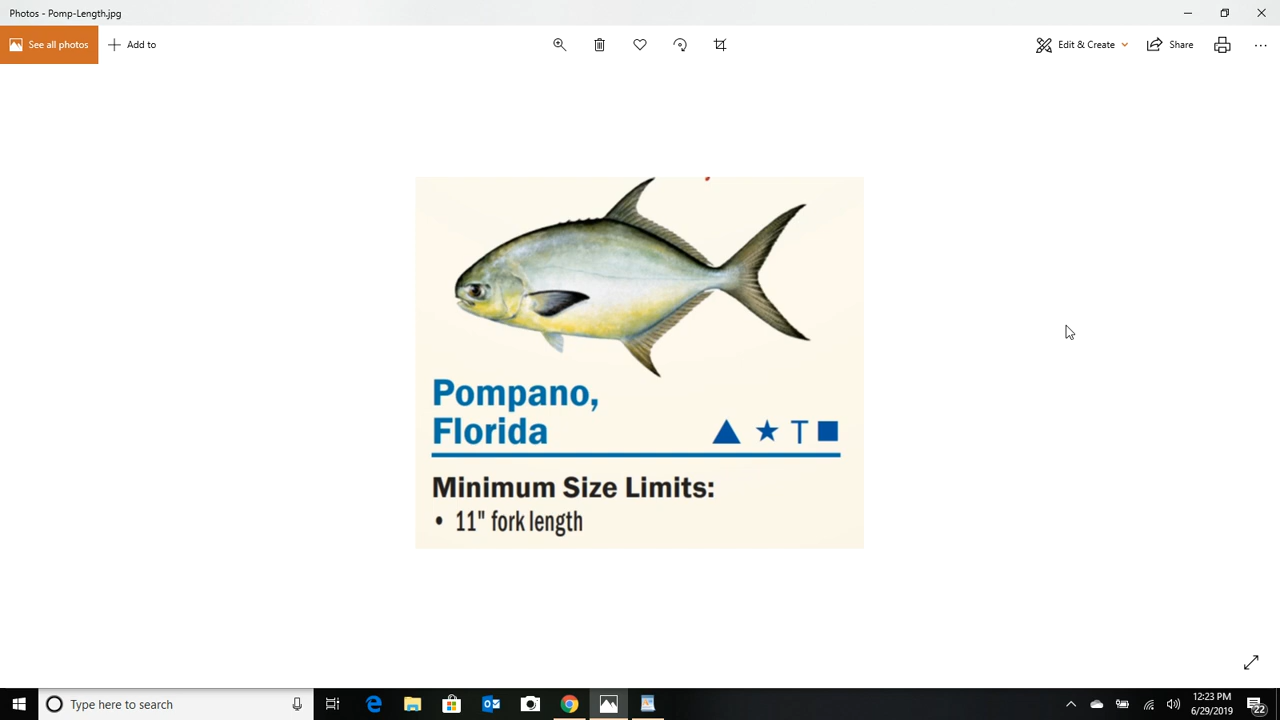 Photos - Pomp-Length.jpg
See all photos
Add to
Edit & Create
Share
Pompano,
Florida
T
Minimum Size Limits:
• 11" fork length
Type here to search
12:23 PM
6/29/2019
22